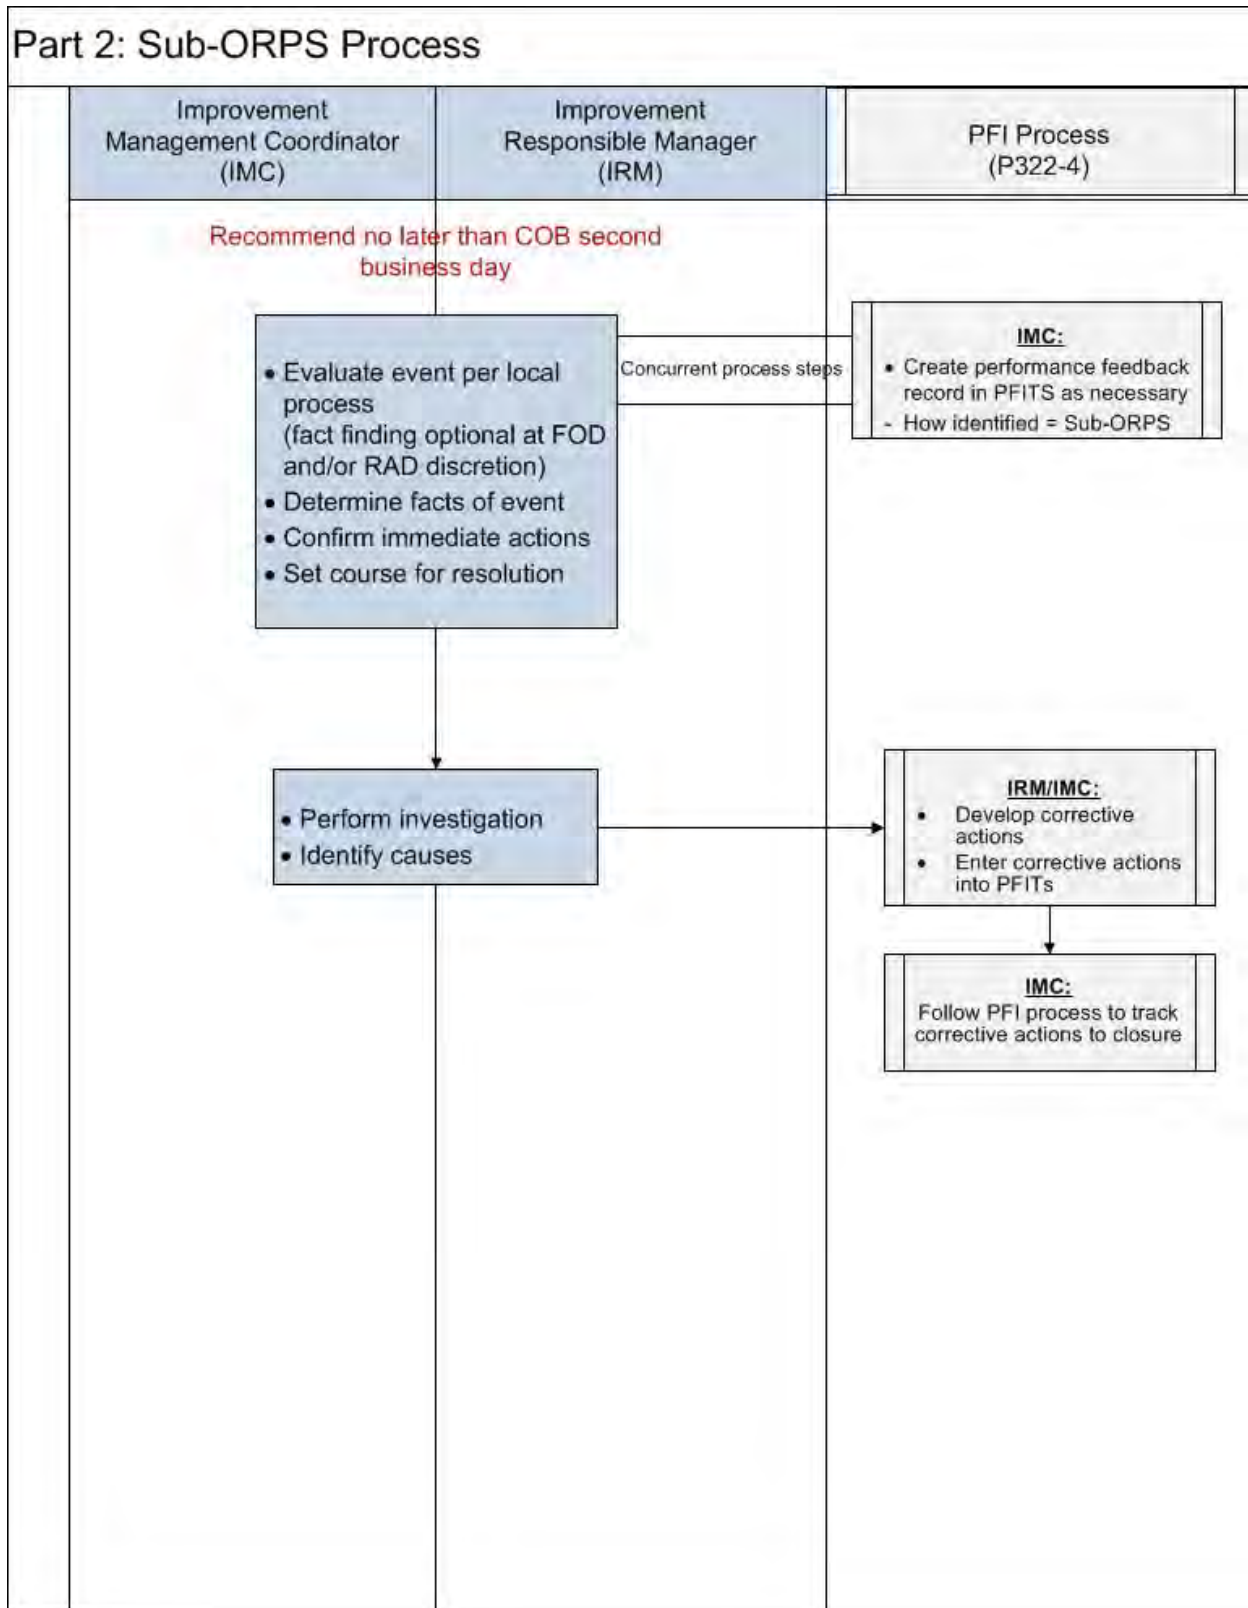 Part 2: Sub-ORPS Process
Improvement
Management Coordinator
(IMC)
Improvement
Responsible Manager
(IRM)
PFI Process
(P322-4)
Recommend no later than COB second
business day
• Evaluate event per local
process
(fact finding optional at FOD
and/or RAD discretion)
• Determine facts of event
• Confirm immediate actions
• Set course for resolution
Concurrent process steps
IMC:
• Create performance feedback
record in PFITS as necessary
- How identified = Sub-ORPS
• Perform investigation
• Identify causes
IRM/IMC:
• Develop corrective
actions
• Enter corrective actions
into PFITs
IMC:
Follow PFI process to track
corrective actions to closure